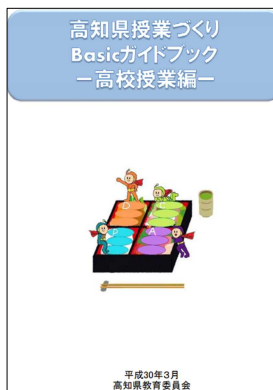 高知県授業づくり
Basicガイドブック
ー高校授業編ー
D
C
P
A
平成30年3月
高知県教育委員会